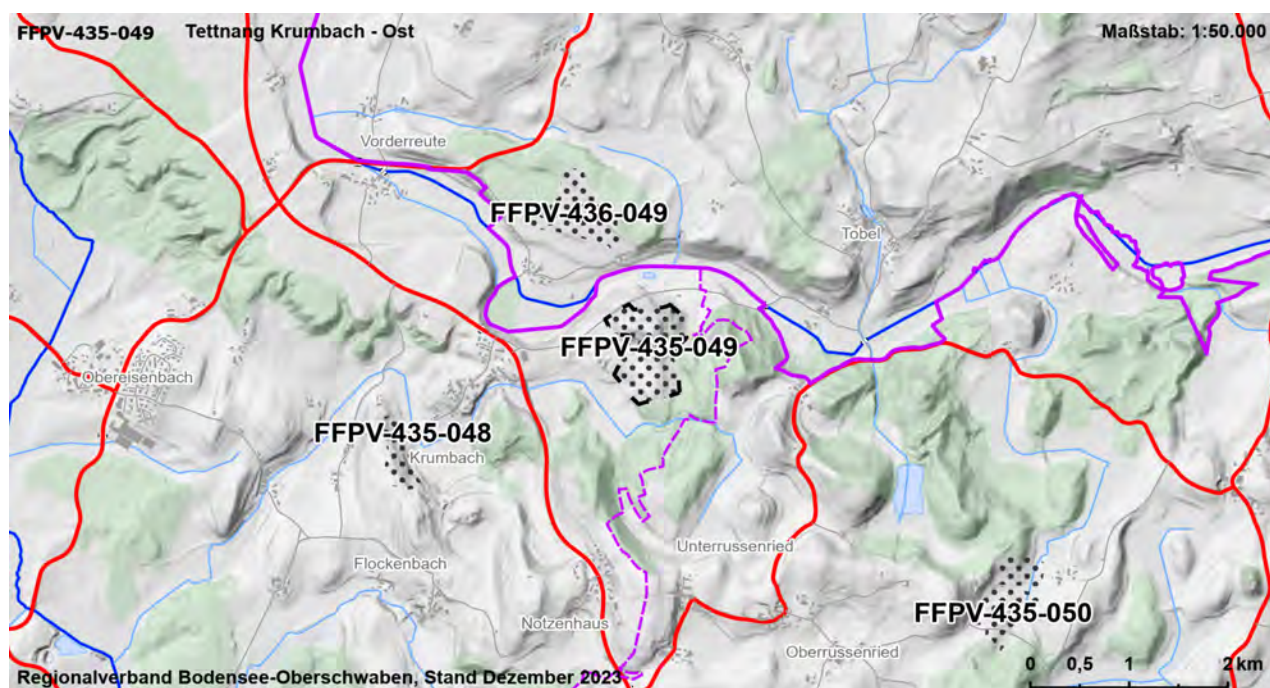 FFPV-435-049 Tettnang Krumbach - Ost Maßstab: 1:50.000
Vorderreute
FFPV-436-049
Tobel
FFPV-435-049
Obereisenbach
FFPV-435-048
Krumbach
Unterrussenried
Flockenbach
FFPV-435-050
Notzenhaus
Oberrussenried
0 0,5 1 2 km
Regionalverband Bodensee-Oberschwaben, Stand Dezember 2023